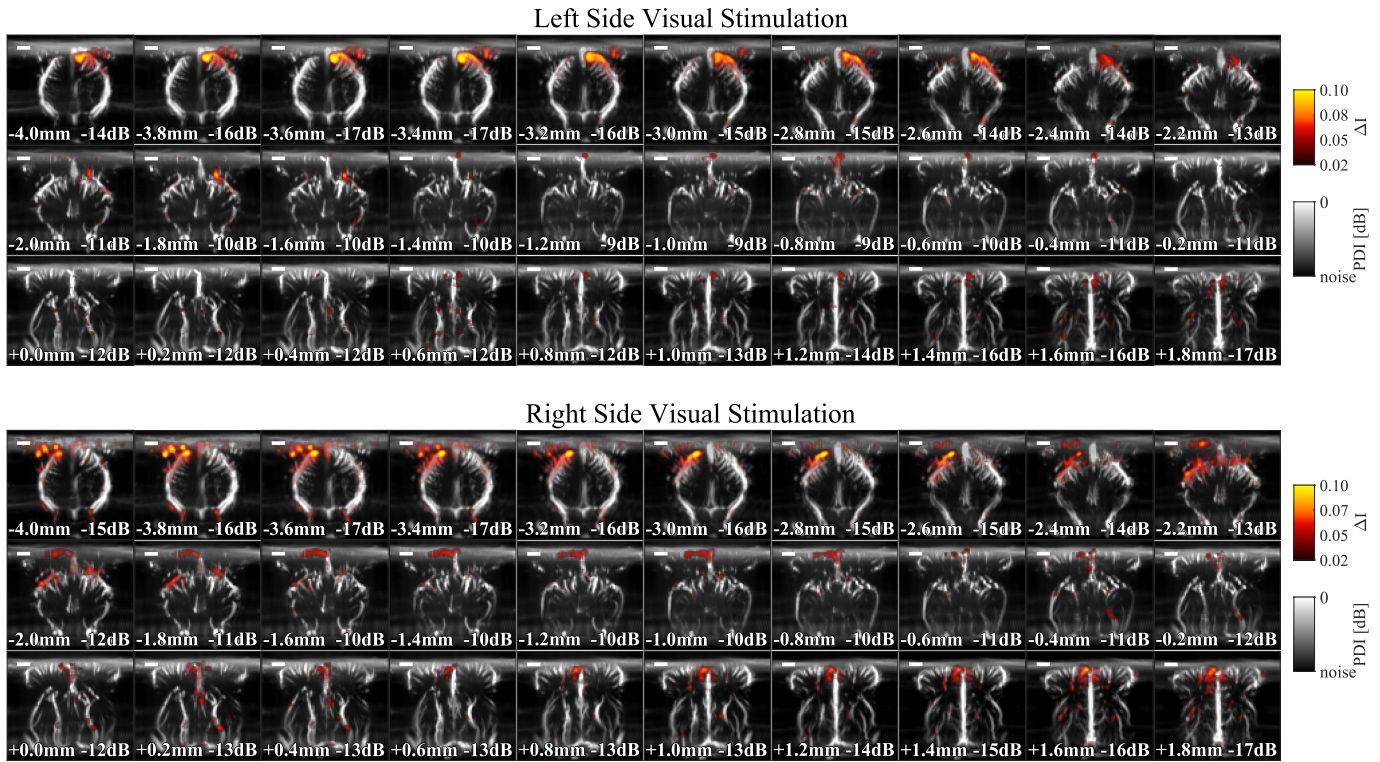 Left Side Visual Stimulation
-4.0mm -14dB -3.8mm -16dB -3.6mm -17dB -3.4mm -17dB -3.2mm -16dB -3.0mm -15dB -2.8mm -15dB -2.6mm -14dB -2.4mm -14dB -2.2mm -13dB
-2.0mm -11dB -1.8mm -10dB -1.6mm -10dB -1.4mm -10dB -1.2mm -9dB -1.0mm -9dB -0.8mm -9dB -0.6mm -10dB -0.4mm -11dB -0.2mm -11dB
+0.0mm -12dB +0.2mm -12dB +0.4mm -12dB +0.6mm -12dB +0.8mm -12dB +1.0mm -13dB +1.2mm -14dB +1.4mm -16dB +1.6mm -16dB +1.8mm -17dB
0.10
0.08
0.05
0.02
ΔI
0
noise
PDI [dB]
Right Side Visual Stimulation
-4.0mm -15dB -3.8mm -16dB -3.6mm -17dB -3.4mm -17dB -3.2mm -16dB -3.0mm -16dB -2.8mm -15dB -2.6mm -15dB -2.4mm -14dB -2.2mm -13dB
-2.0mm -12dB -1.8mm -11dB -1.6mm -10dB -1.4mm -10dB -1.2mm -10dB -1.0mm -10dB -0.8mm -10dB -0.6mm -11dB -0.4mm -11dB -0.2mm -12dB
+0.0mm -12dB +0.2mm -13dB +0.4mm -13dB +0.6mm -13dB +0.8mm -13dB +1.0mm -13dB +1.2mm -14dB +1.4mm -15dB +1.6mm -16dB +1.8mm -17dB
0.10
0.07
0.05
0.02
ΔI
0
noise
PDI [dB]